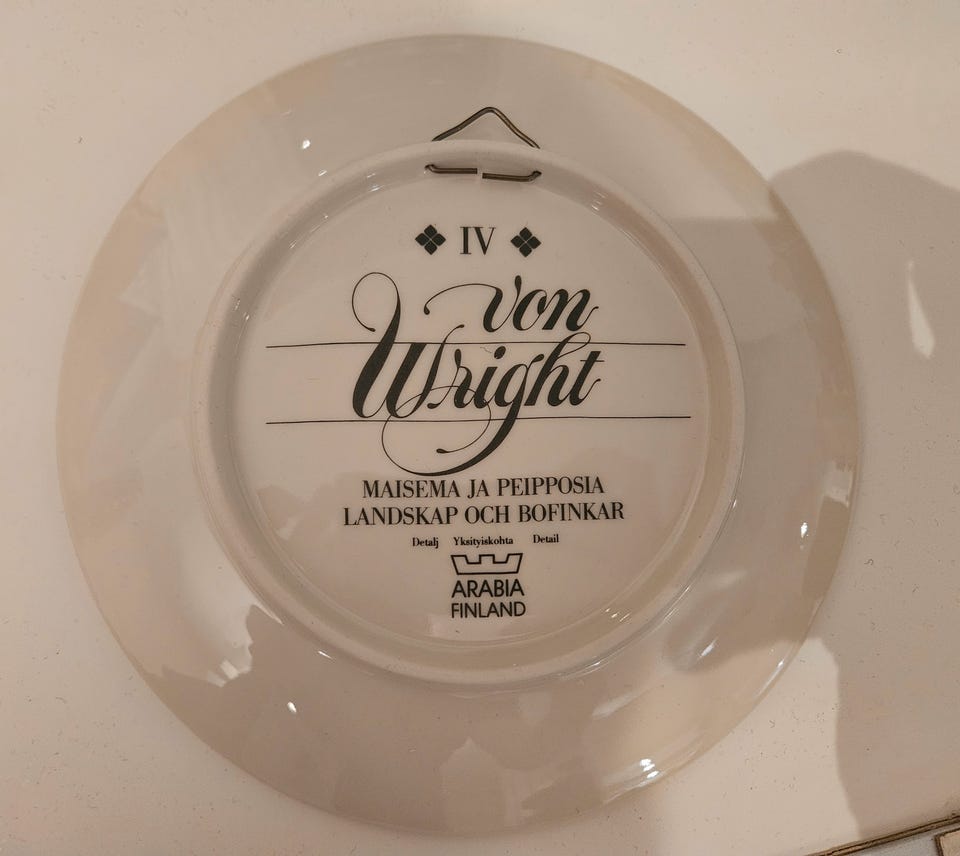 IV
von
Wright
MAISEMA JA PEIPPOSIA
LANDSKAP OCH BOFINKAR
Detalj Yksityiskohta Detail
ARABIA
FINLAND